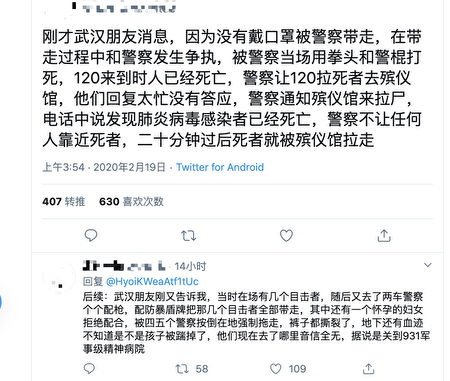 刚才武汉朋友消息，因为没有戴口罩被警察带走，在带
走过程中和警察发生争执，被警察当场用拳头和警棍打
死，120来到时人已经死亡，警察让120拉死者去殡仪
馆，他们回复太忙没有答应，警察通知殡仪馆来拉尸，
电话中说发现肺炎病毒感染者已经死亡，警察不让任何
人靠近死者，二十分钟过后死者就被殡仪馆拉走
上午3:54 · 2020年2月19日 · Twitter for Android
407 转推 630 喜欢次数
· 14小时
回复 @HyoiKWeaAtf1tUc
后续：武汉朋友刚又告诉我，当时在场有几个目击者，随后又去了两车警察
个个配枪，配防暴盾牌把那几个目击者全部带走，其中还有一个怀孕的妇女
拒绝配合，被四五个警察按倒在地强制拖走，裤子都撕裂了，地下还有血迹
不知道是不是孩子被踹掉了，他们现在去了哪里音信全无，据说是关到931军
事级精神病院
58 109